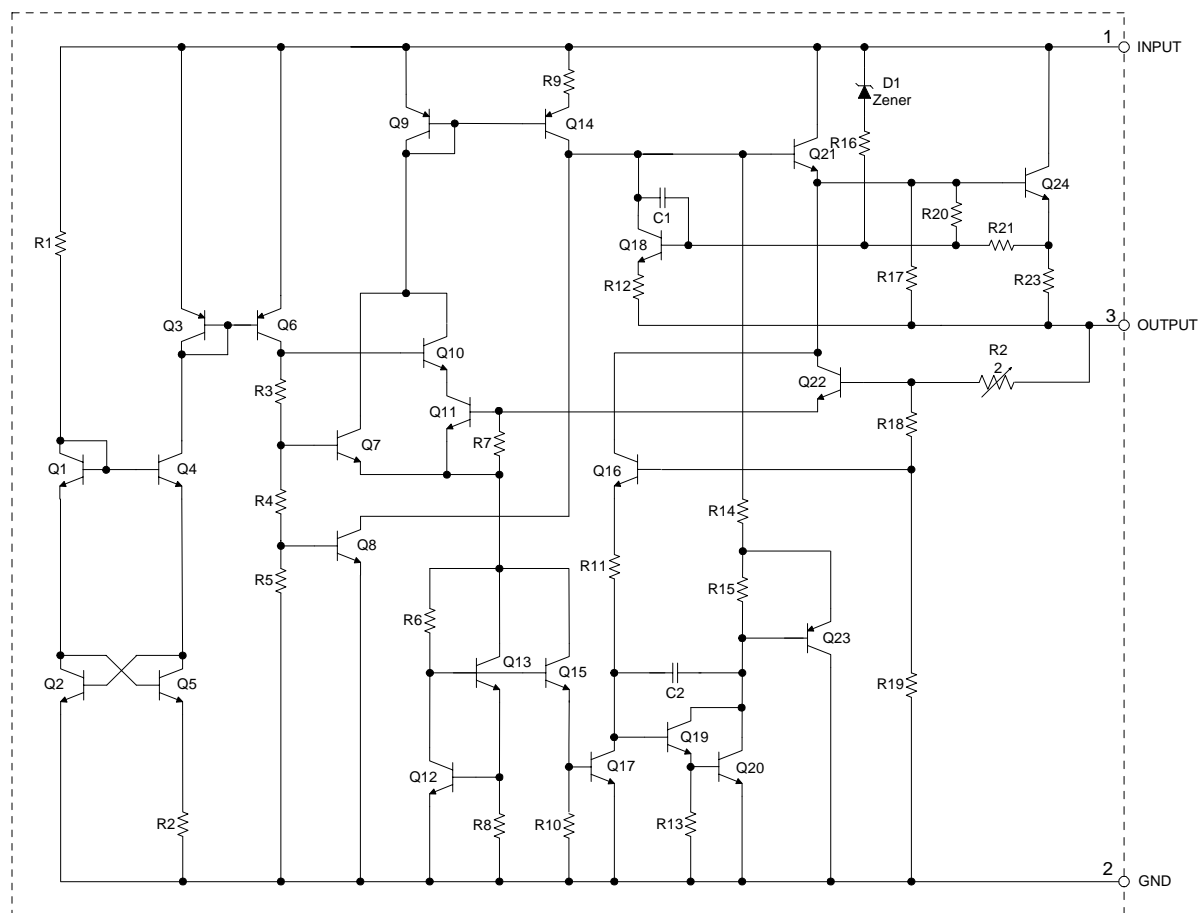 1 INPUT
R9
D1
Zener
Q9
Q14
R16
Q21
Q24
C1
R20
R21
R1
Q18
R12
R17
R23
Q3
Q6
3 OUTPUT
Q10
R2
2
R3
Q22
Q11
R7
R18
Q7
Q1
Q4
Q16
R4
R14
Q8
R11
R5
R15
R6
Q23
Q13
Q15
Q2
Q5
C2
R19
Q19
Q12
Q17
Q20
R2
R8
R10
R13
2 GND